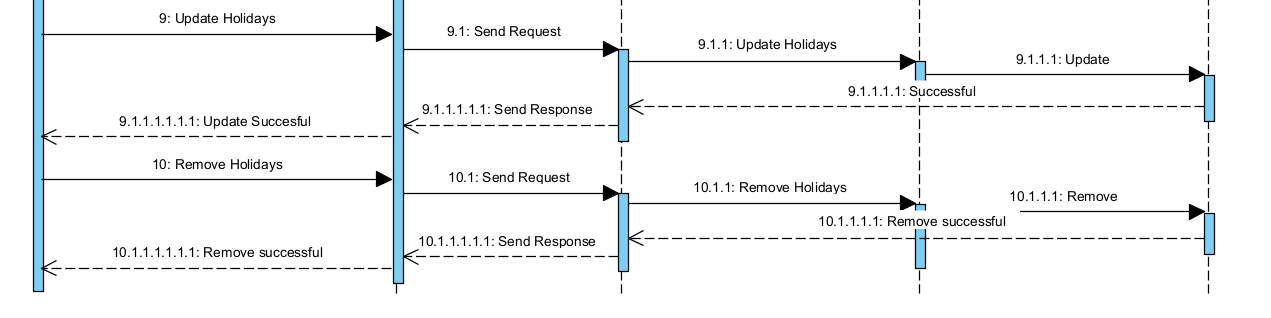 9: Update Holidays
9.1: Send Request
9.1.1: Update Holidays
9.1.1.1: Update
9.1.1.1.1: Successful
9.1.1.1.1.1: Send Response
9.1.1.1.1.1.1: Update Succesful
10: Remove Holidays
10.1: Send Request
10.1.1: Remove Holidays
10.1.1.1: Remove
10.1.1.1.1: Remove successful
10.1.1.1.1.1: Send Response
10.1.1.1.1.1.1: Remove successful